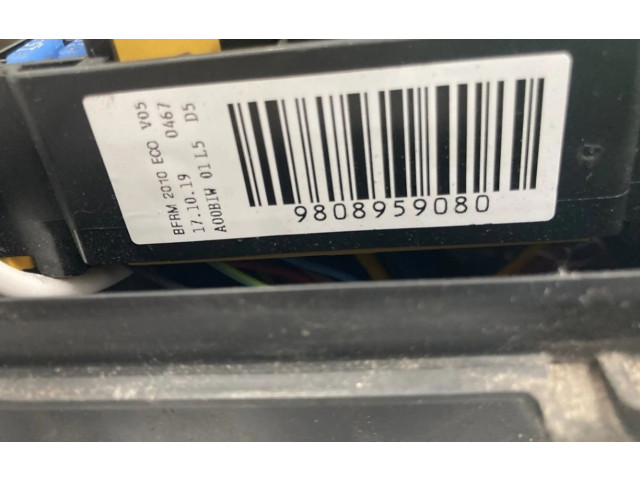 BFRM 2010 ECO V05
17.10.19 0467
A00BIW 01L5 D5
9808959080